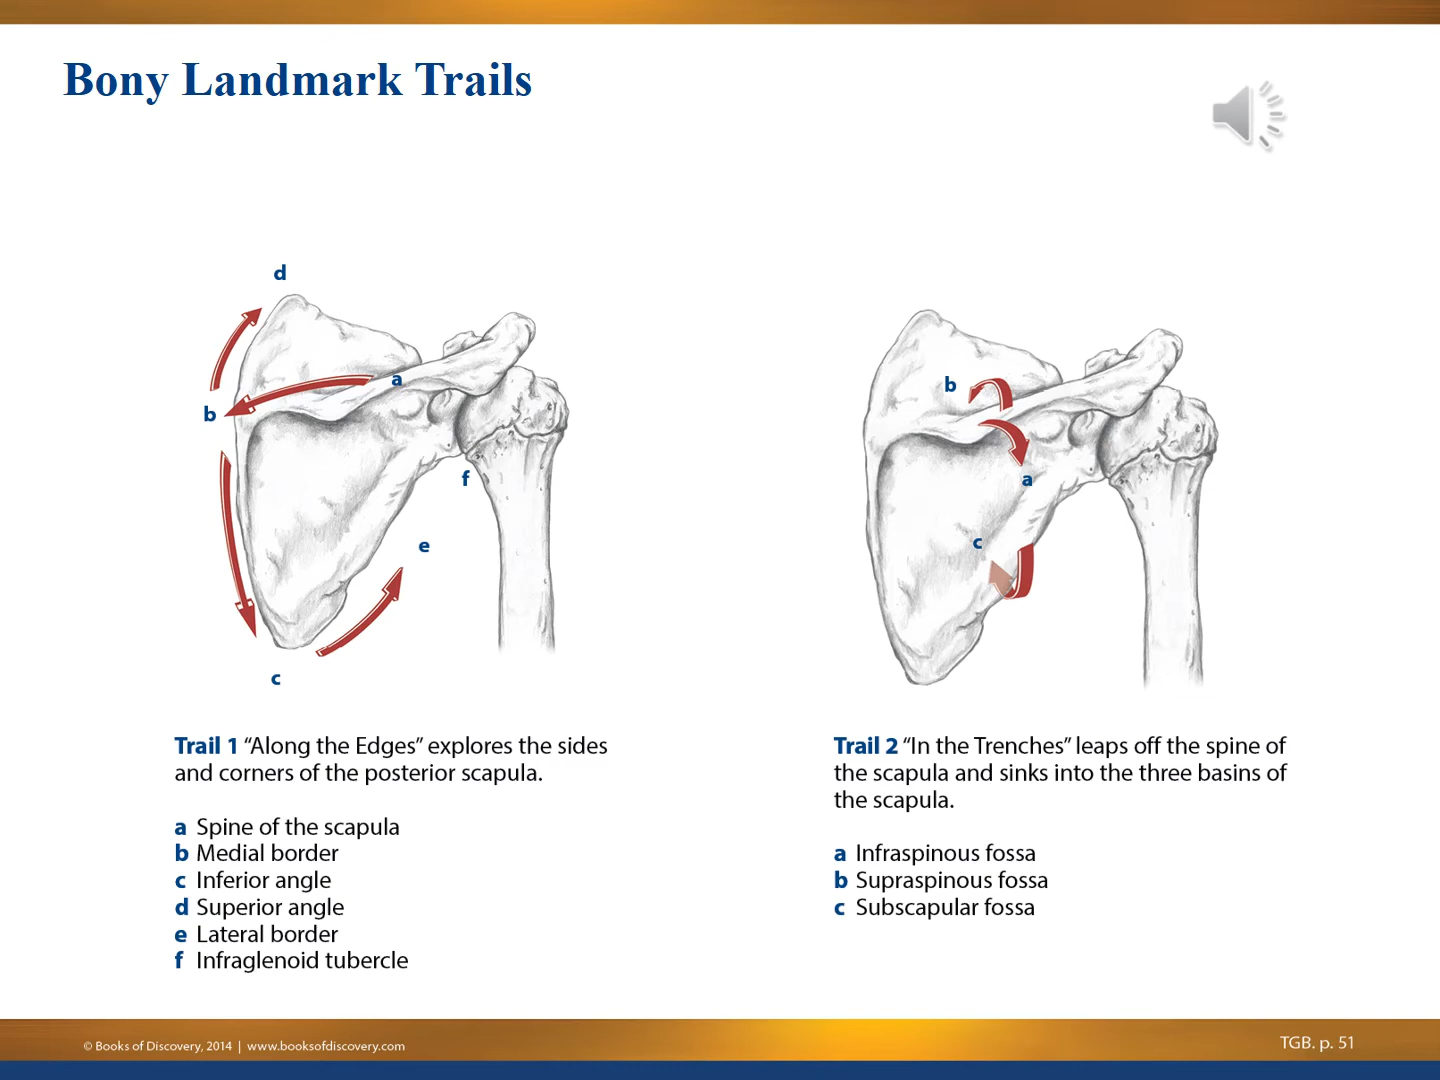 Bony Landmark Trails
d
a
b
f
e
c
b
a
c
Trail 1 “Along the Edges” explores the sides
and corners of the posterior scapula.
a Spine of the scapula
b Medial border
c Inferior angle
d Superior angle
e Lateral border
f Infraglenoid tubercle
Trail 2 “In the Trenches” leaps off the spine of
the scapula and sinks into the three basins of
the scapula.
a Infraspinous fossa
b Supraspinous fossa
c Subscapular fossa
© Books of Discovery, 2014 | www.booksofdiscovery.com
TGB. p. 51